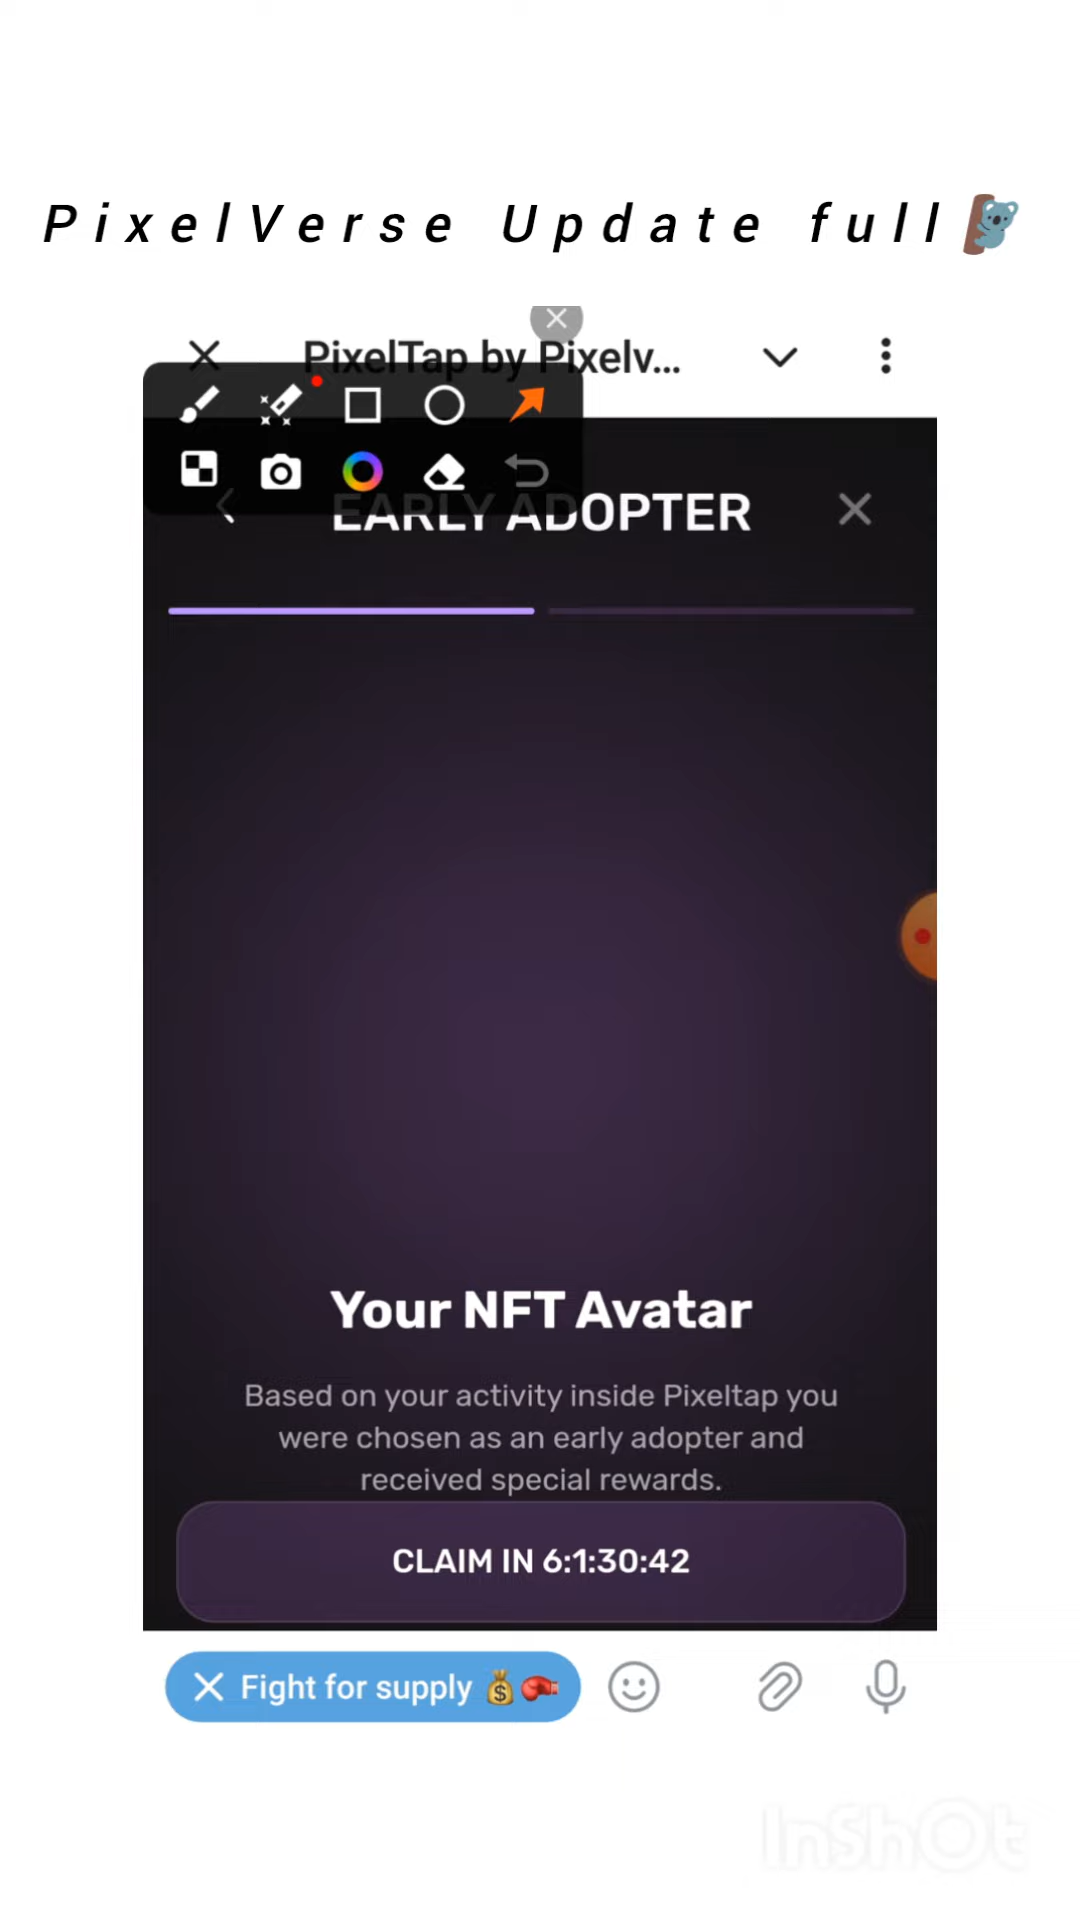 PixelVerse Update full
PixelTap by Pixelv...
EARLY ADOPTER
Your NFT Avatar
Based on your activity inside Pixeltap you
were chosen as an early adopter and
received special rewards.
CLAIM IN 6:1:30:42
Fight for supply 💰🥊
InShOt